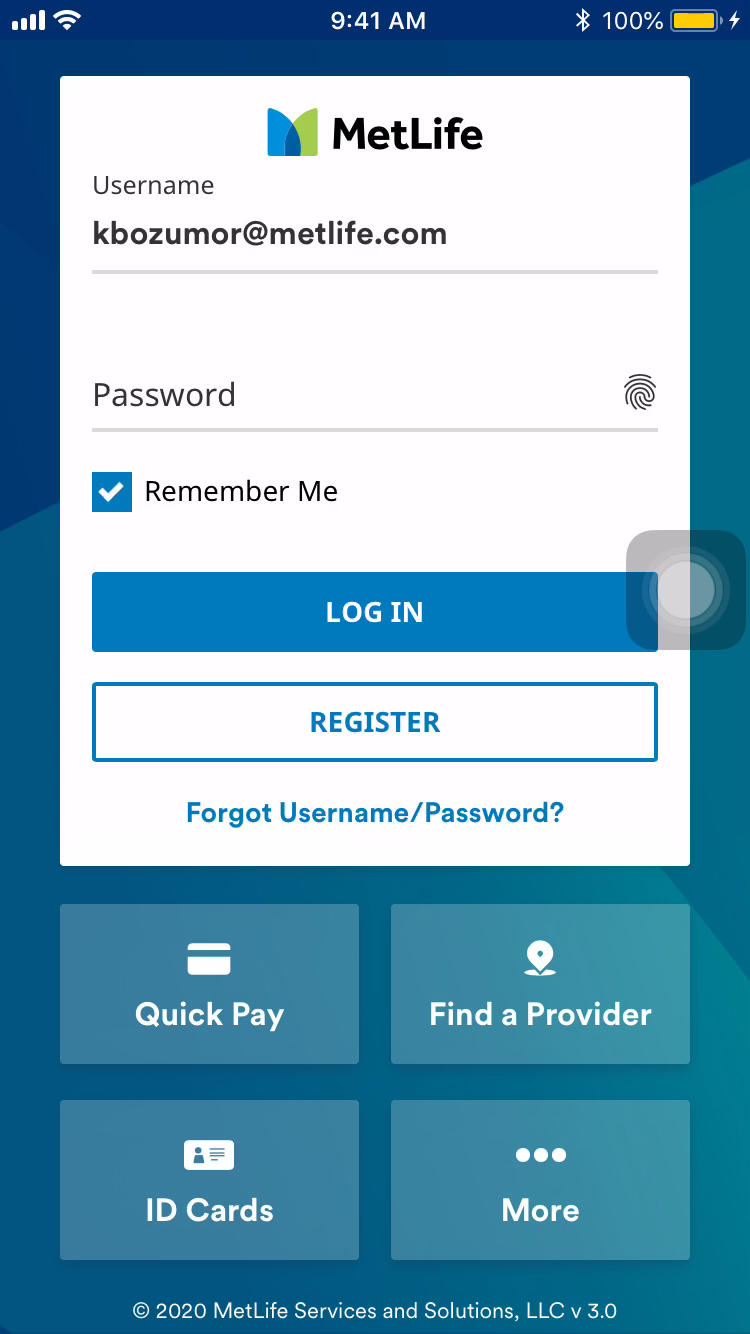 9:41 AM 100%
MetLife
Username
kbozumor@metlife.com
Password
Remember Me
LOG IN
REGISTER
Forgot Username/Password?
Quick Pay
Find a Provider
ID Cards
More
© 2020 MetLife Services and Solutions, LLC v 3.0